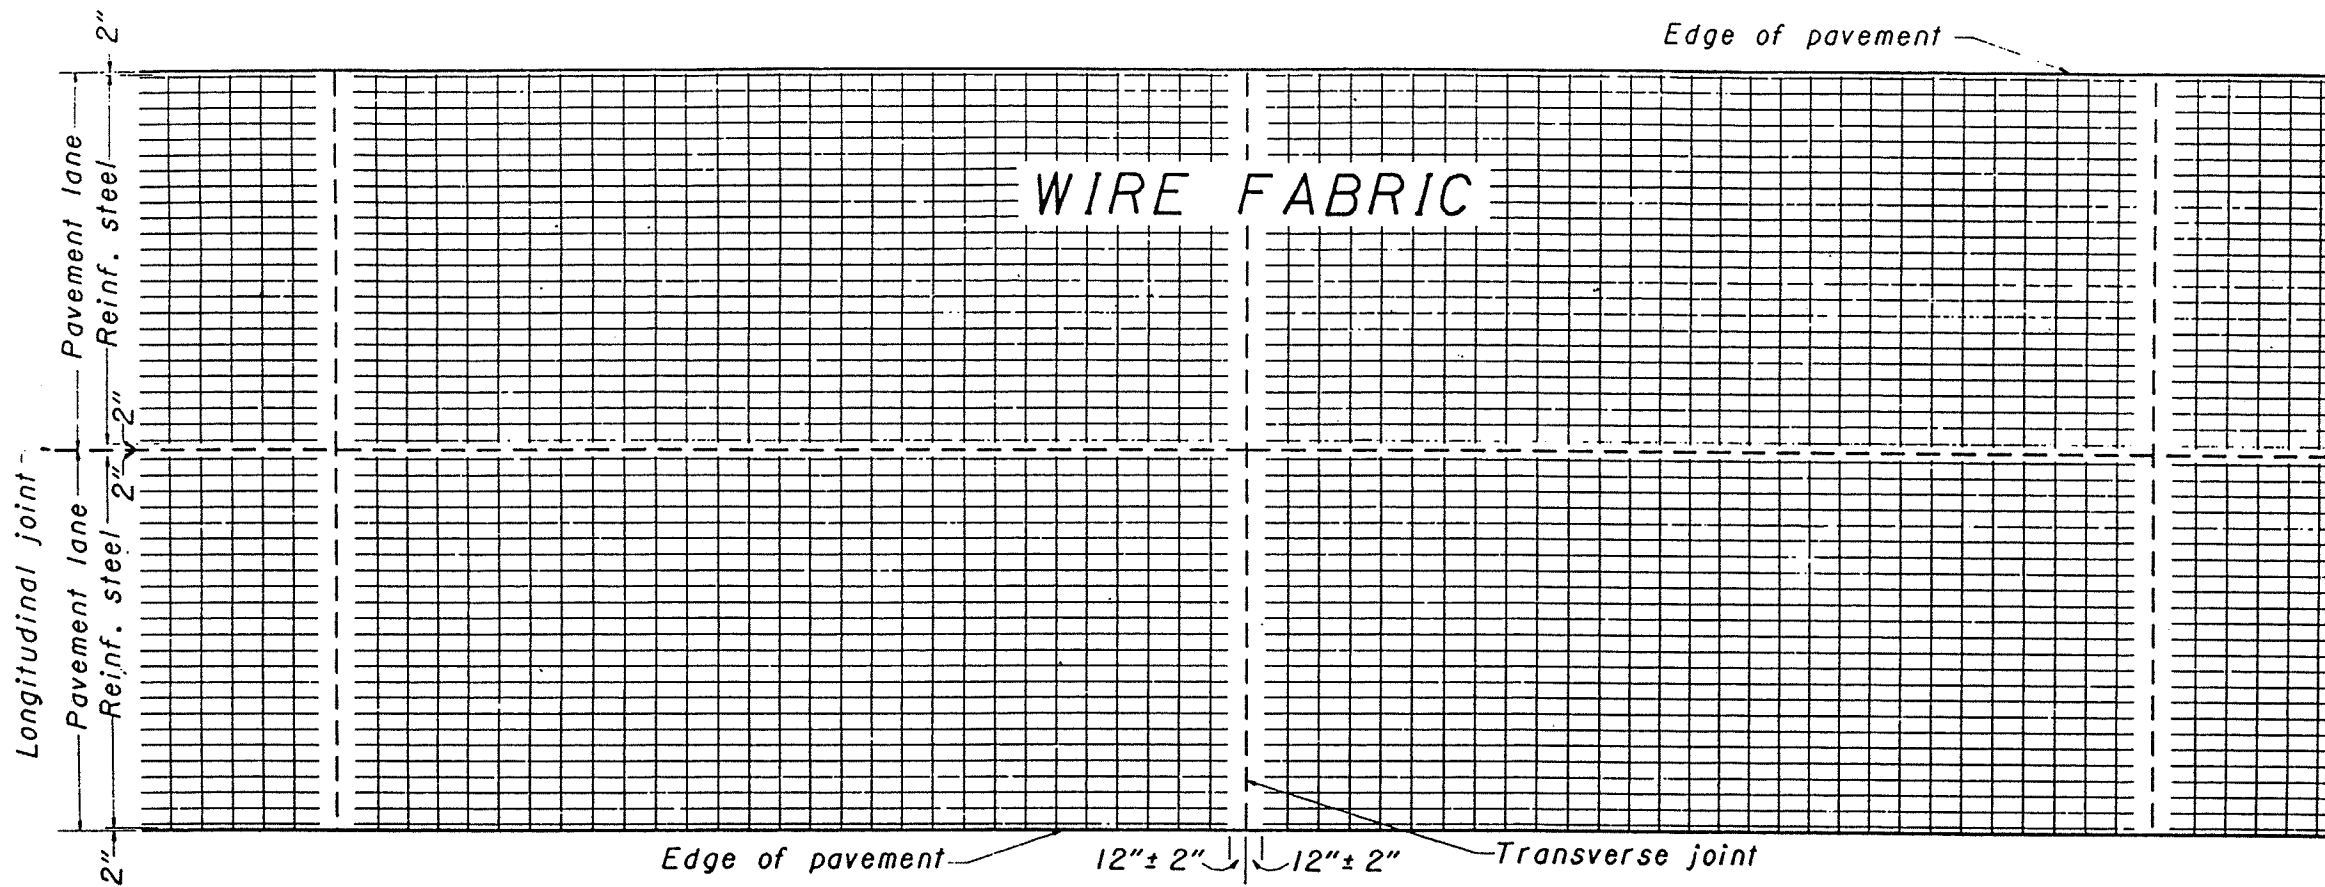 2"
Edge of pavement
Pavement lane
Reinf. steel
WIRE FABRIC
2"
2"
Longitudinal joint
Pavement lane
Reinf. steel
2"
Edge of pavement
12"± 2"
12"± 2"
Transverse joint